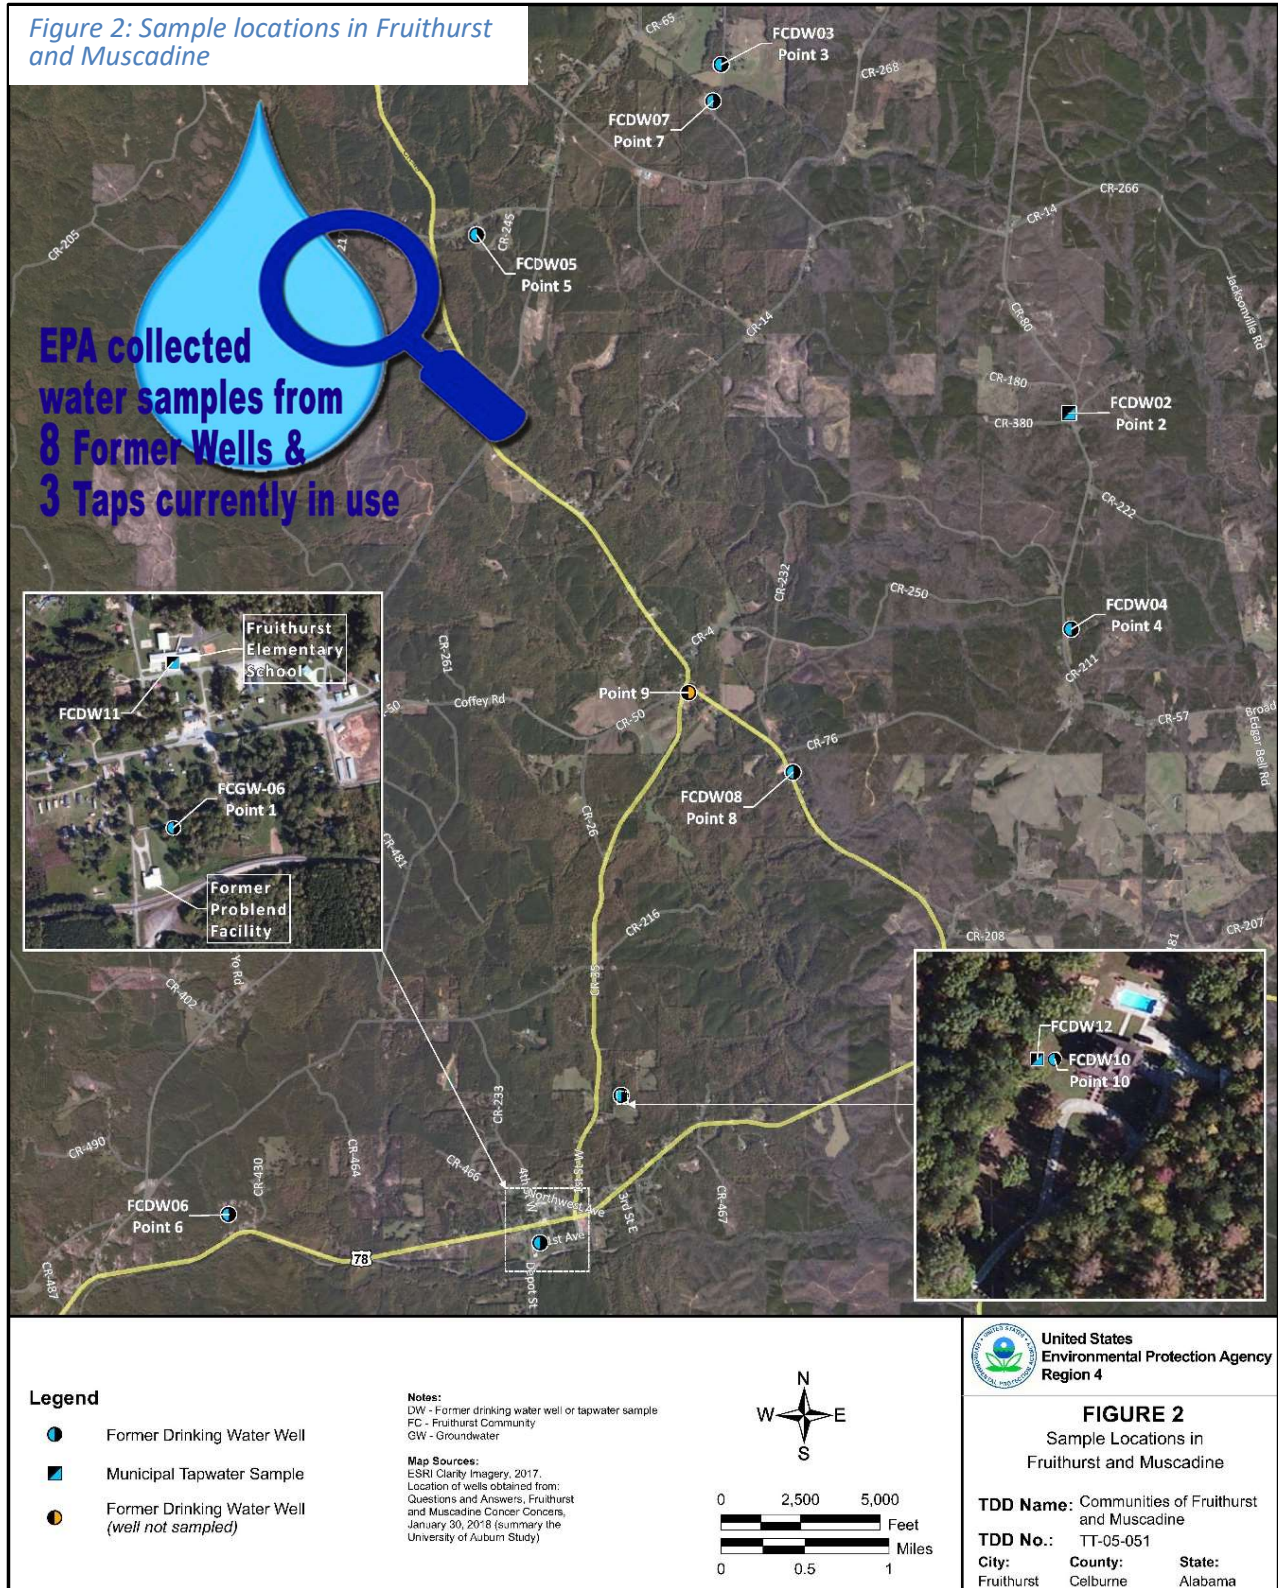 Figure 2: Sample locations in Fruithurst
and Muscadine
EPA collected
water samples from
8 Former Wells &
3 Taps currently in use
CR-65
FCDW03
Point 3
CR-268
FCDW07
Point 7
CR-266
CR-14
CR-205
21
CR-245
FCDW05
Point 5
CR-14
CR-80
Jacksonville Rd
CR-180
CR-380
FCDW02
Point 2
CR-222
CR-232
CR-250
FCDW04
Point 4
CR-211
CR-4
CR-261
Coffey Rd
Point 9
CR-50
CR-57
Broad
Edgar Bell Rd
CR-76
FCDW08
Point 8
CR-26
CR-481
-50
Fruithurst
Elementary
School
FCDW11
FCGW-06
Point 1
Former
Problend
Facility
CR-216
CR-208
CR-207
481
Yo Rd
CR-402
CR-35
FCDW12
FCDW10
Point 10
CR-233
CR-490
CR-430
CR-464
CR-466
4th St W
Northwest Ave
1st St W
3rd St E
CR-467
FCDW06
Point 6
1st Ave
Depot St
78
CR-487
Legend
Former Drinking Water Well
Municipal Tapwater Sample
Former Drinking Water Well
(well not sampled)
Notes:
DW - Former drinking water well or tapwater sample
FC - Fruithurst Community
GW - Groundwater
Map Sources:
ESRI Clarity Imagery, 2017.
Location of wells obtained from:
Questions and Answers, Fruithurst
and Muscadine Concer Concers,
January 30, 2018 (summary the
University of Auburn Study)
N
W E
S
0 2,500 5,000
Feet
Miles
0 0.5 1
United States
Environmental Protection Agency
Region 4
FIGURE 2
Sample Locations in
Fruithurst and Muscadine
TDD Name: Communities of Fruithurst
and Muscadine
TDD No.: TT-05-051
City: County: State:
Fruithurst Celburne Alabama